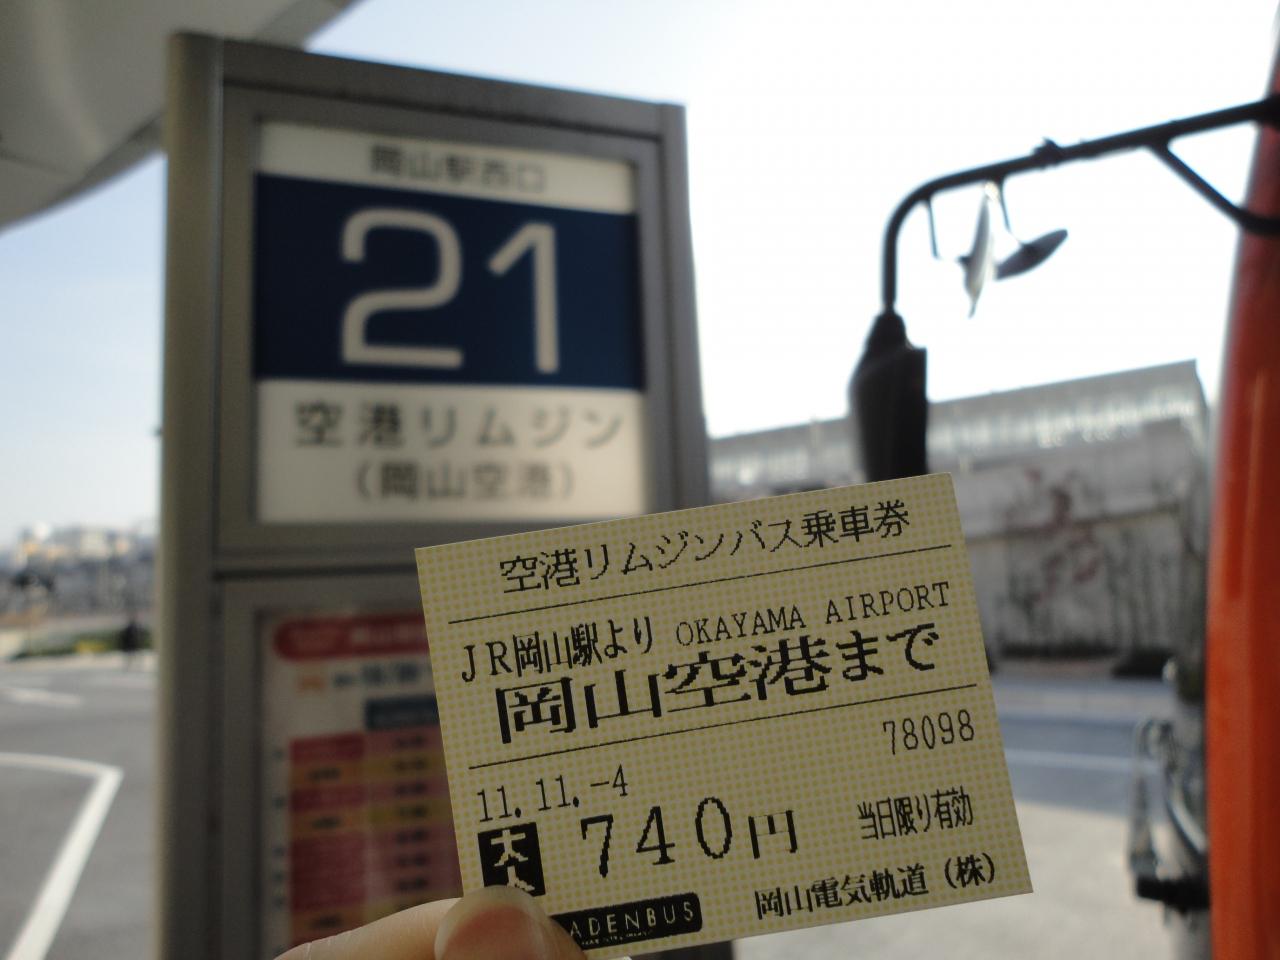 岡山駅西口
21
空港リムジン
（岡山空港）
空港リムジンバス乗車券
JR岡山駅より OKAYAMA AIRPORT
岡山空港まで
78098
11.11.-4
大人 740円 当日限り有効
ADENBUS 岡山電気軌道（株）